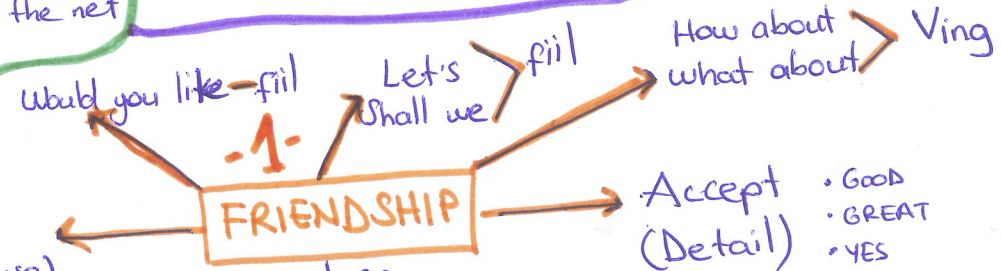 the net
Would you like-fiil
Let's
Shall we
fiil
How about
what about
Ving
-1-
FRIENDSHIP
Accept
(Detail)
• GOOD
• GREAT
• YES